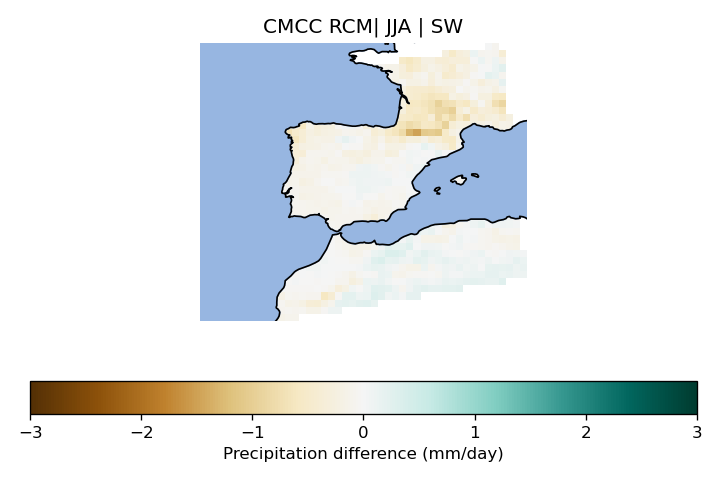 CMCC RCM| JJA | SW
−3 −2 −1 0 1 2 3
Precipitation difference (mm/day)